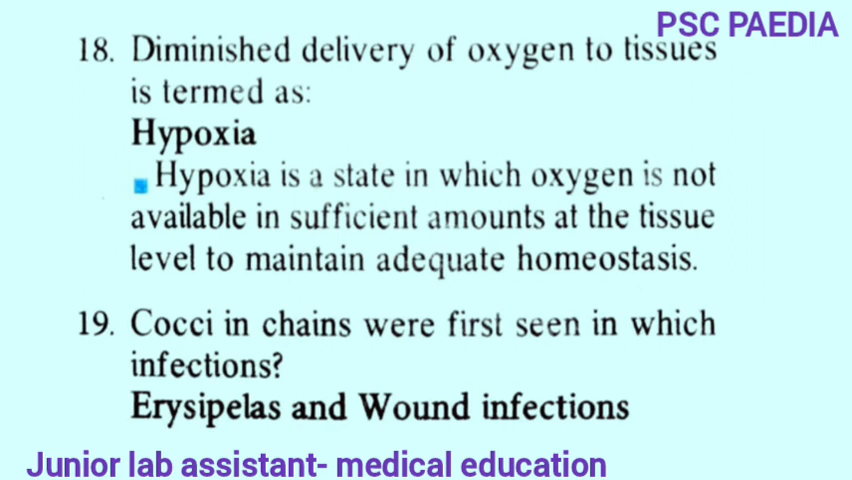 PSC PAEDIA
18. Diminished delivery of oxygen to tissues
is termed as:
Hypoxia
Hypoxia is a state in which oxygen is not
available in sufficient amounts at the tissue
level to maintain adequate homeostasis.
19. Cocci in chains were first seen in which
infections?
Erysipelas and Wound infections
Junior lab assistant- medical education